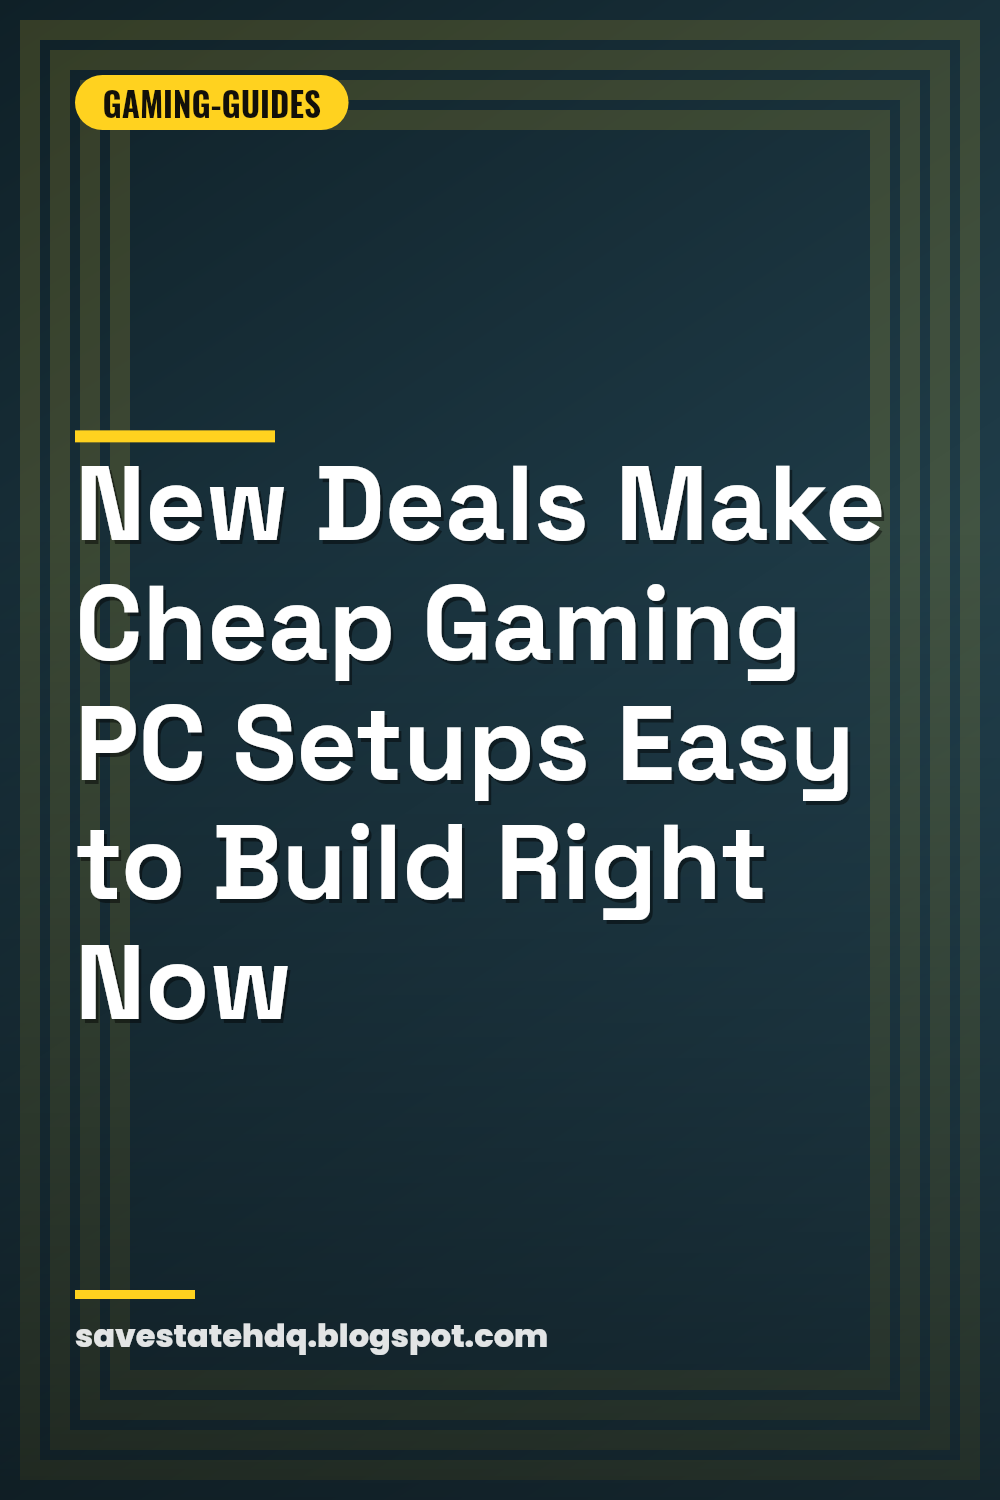 GAMING-GUIDES
New Deals Make
Cheap Gaming
PC Setups Easy
to Build Right
Now
savestatehdq.blogspot.com